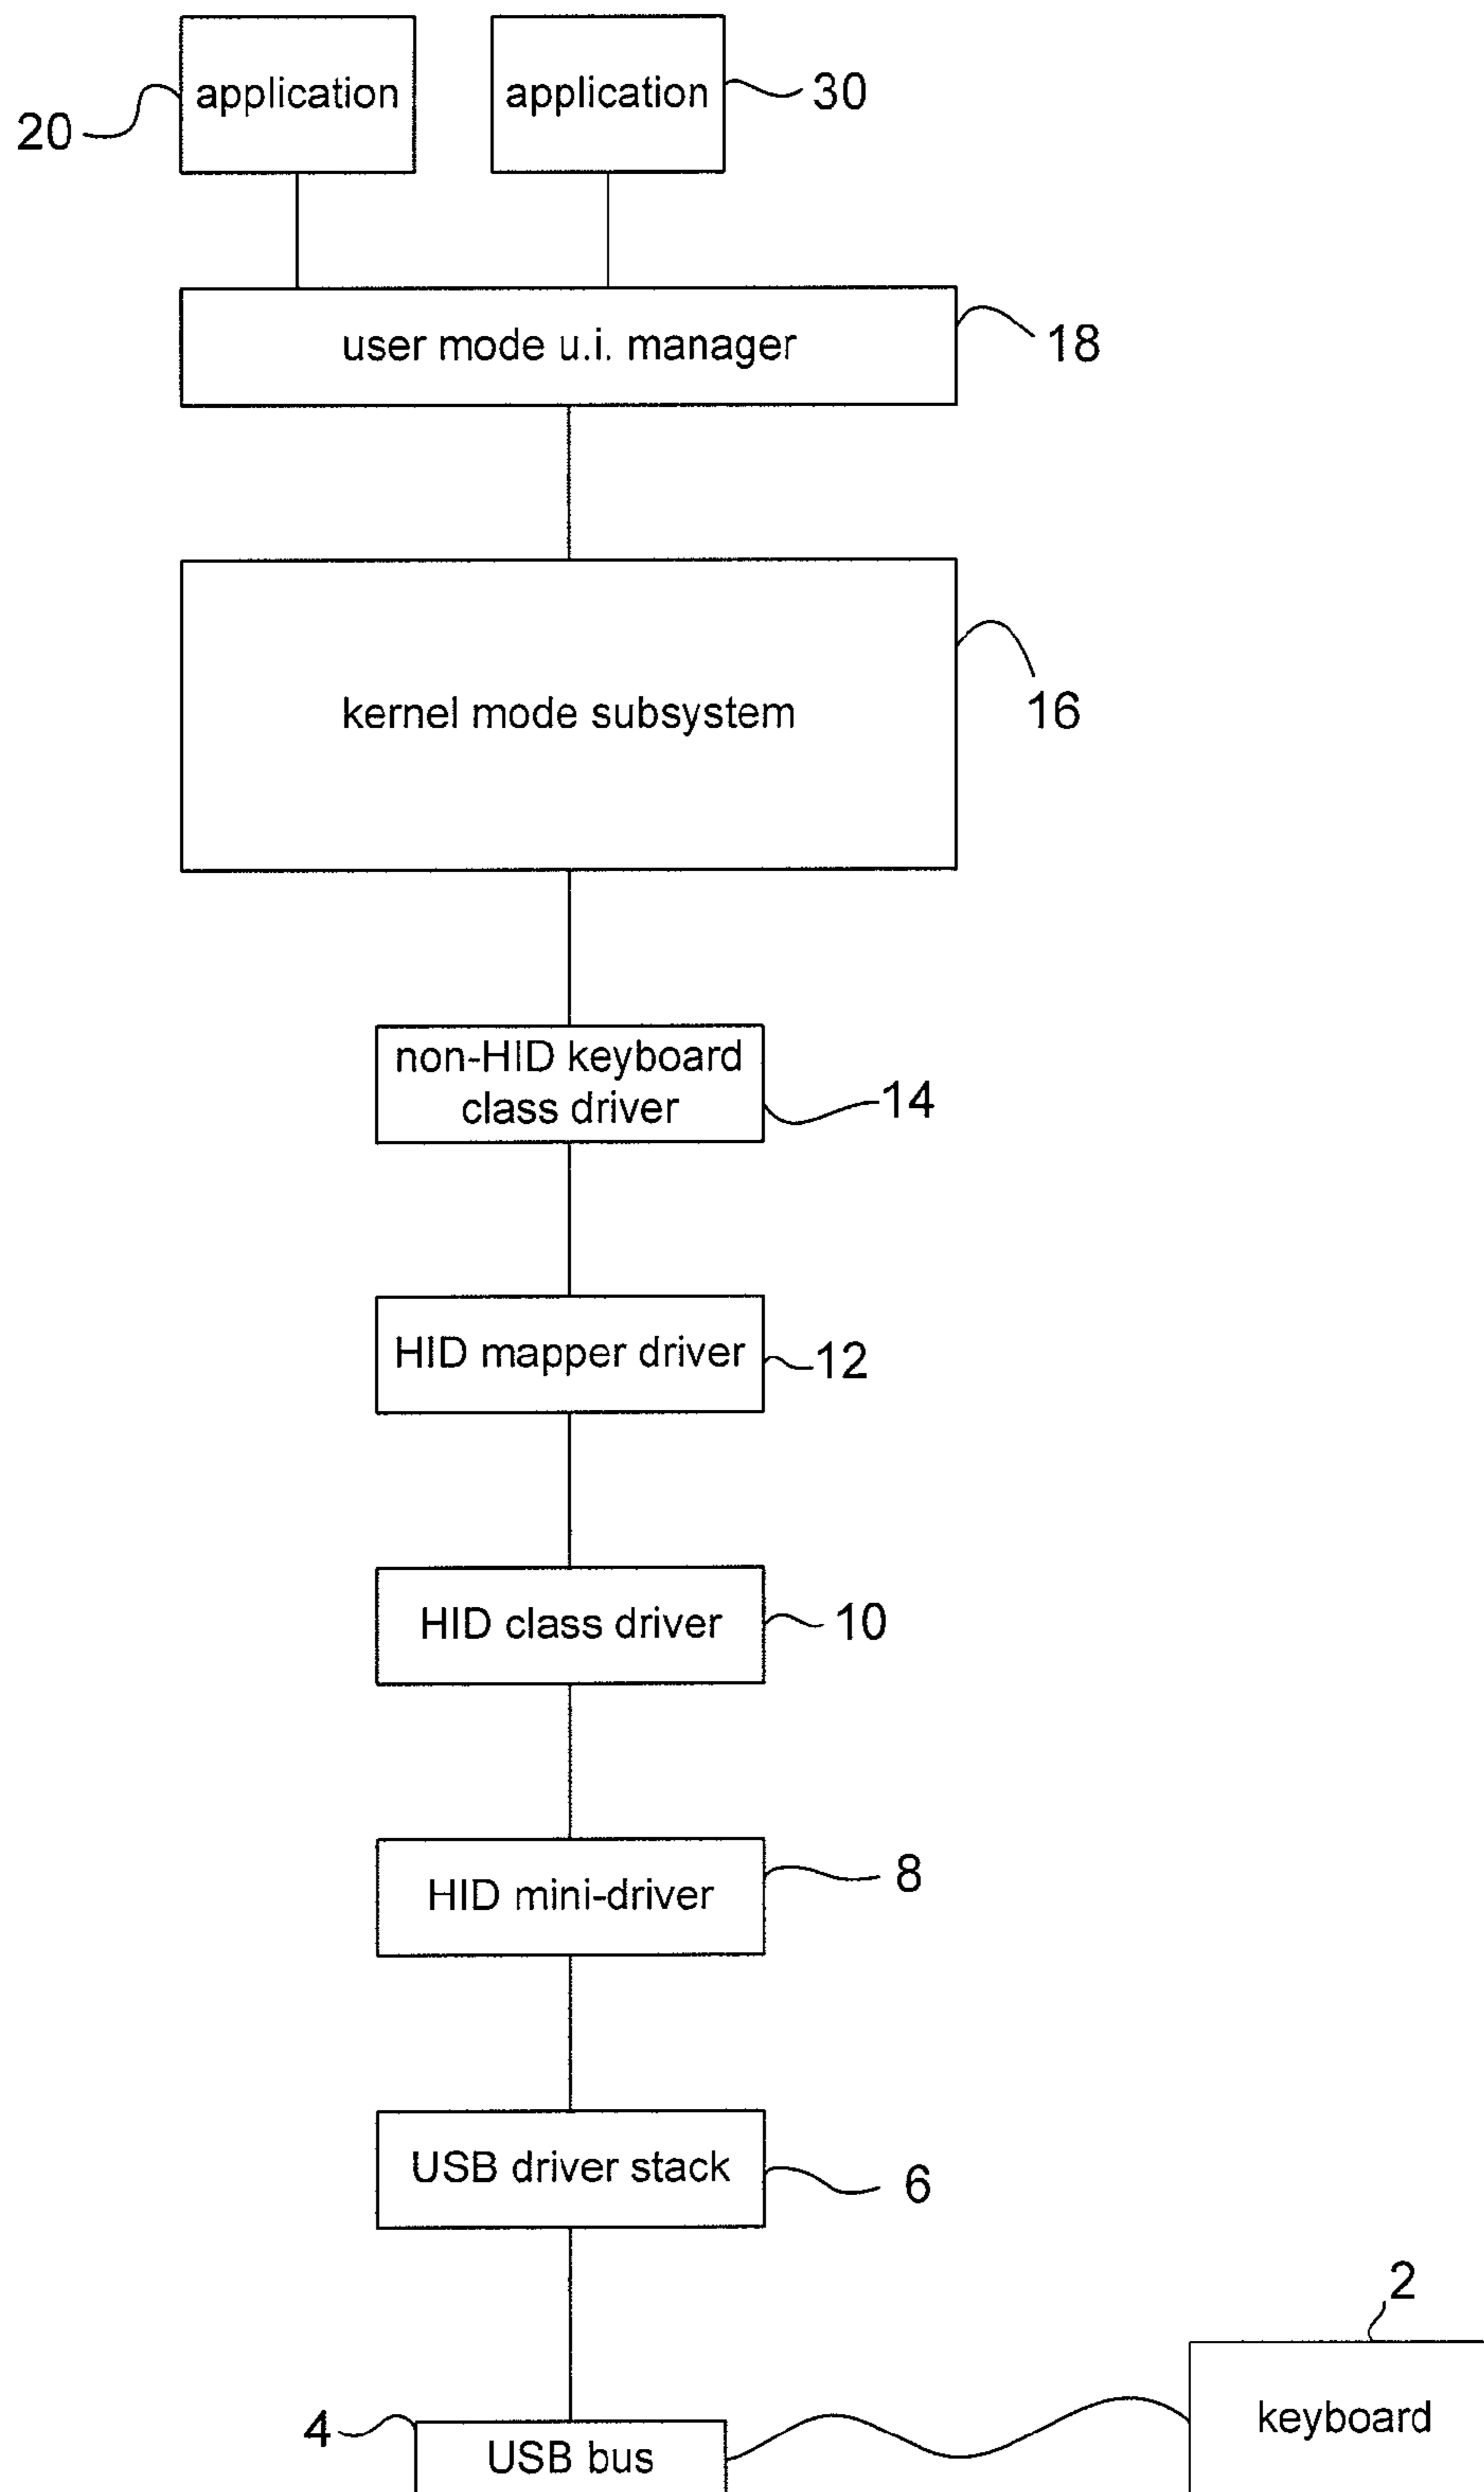 application
application
30
20
user mode u.i. manager
18
kernel mode subsystem
16
non-HID keyboard
class driver
14
HID mapper driver
12
HID class driver
10
HID mini-driver
8
USB driver stack
6
2
keyboard
4
USB bus